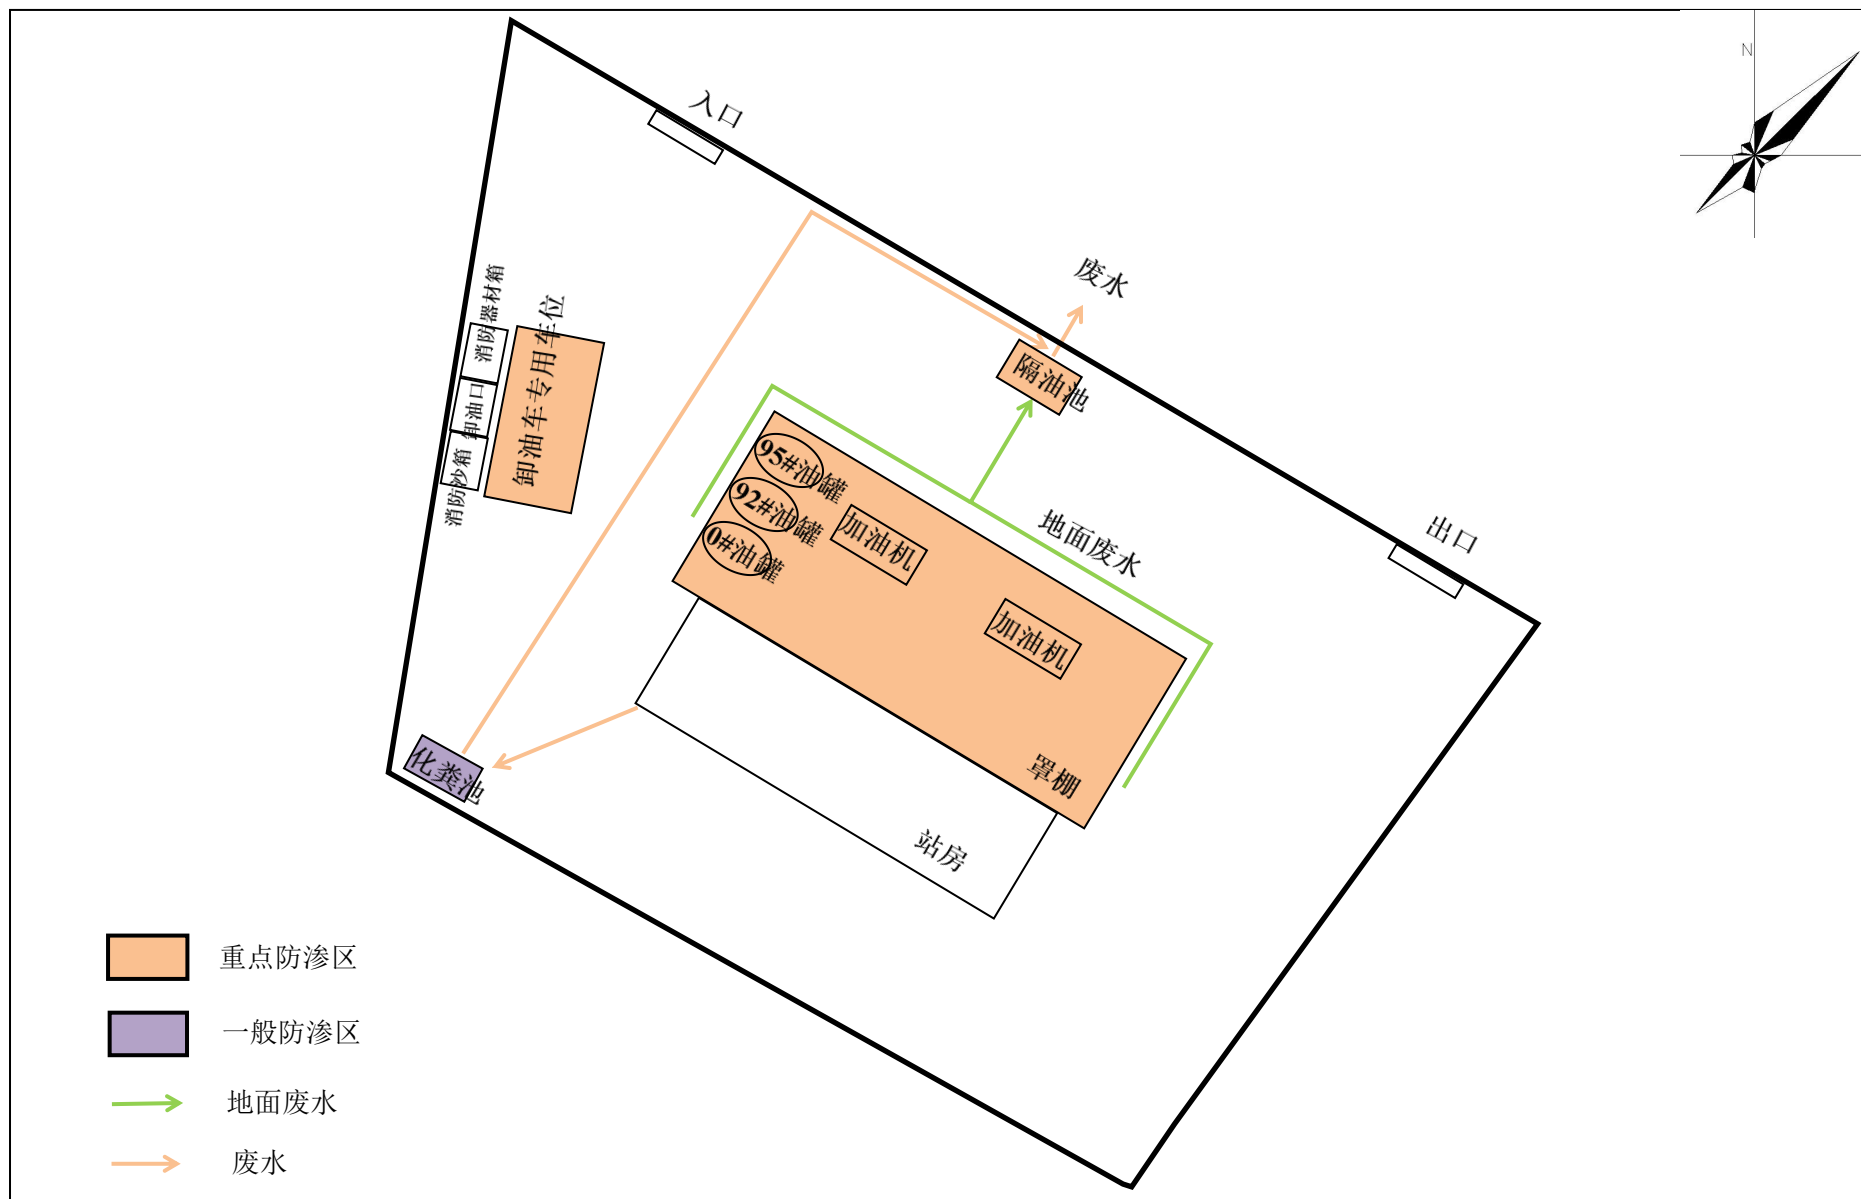 N
入口
废水
消防器材箱
卸油车专用车位
隔油池
卸油口
95#油罐
消防沙箱
92#油罐
加油机
地面废水
出口
0#油罐
加油机
化粪池
罩棚
站房
重点防渗区
一般防渗区
地面废水
废水